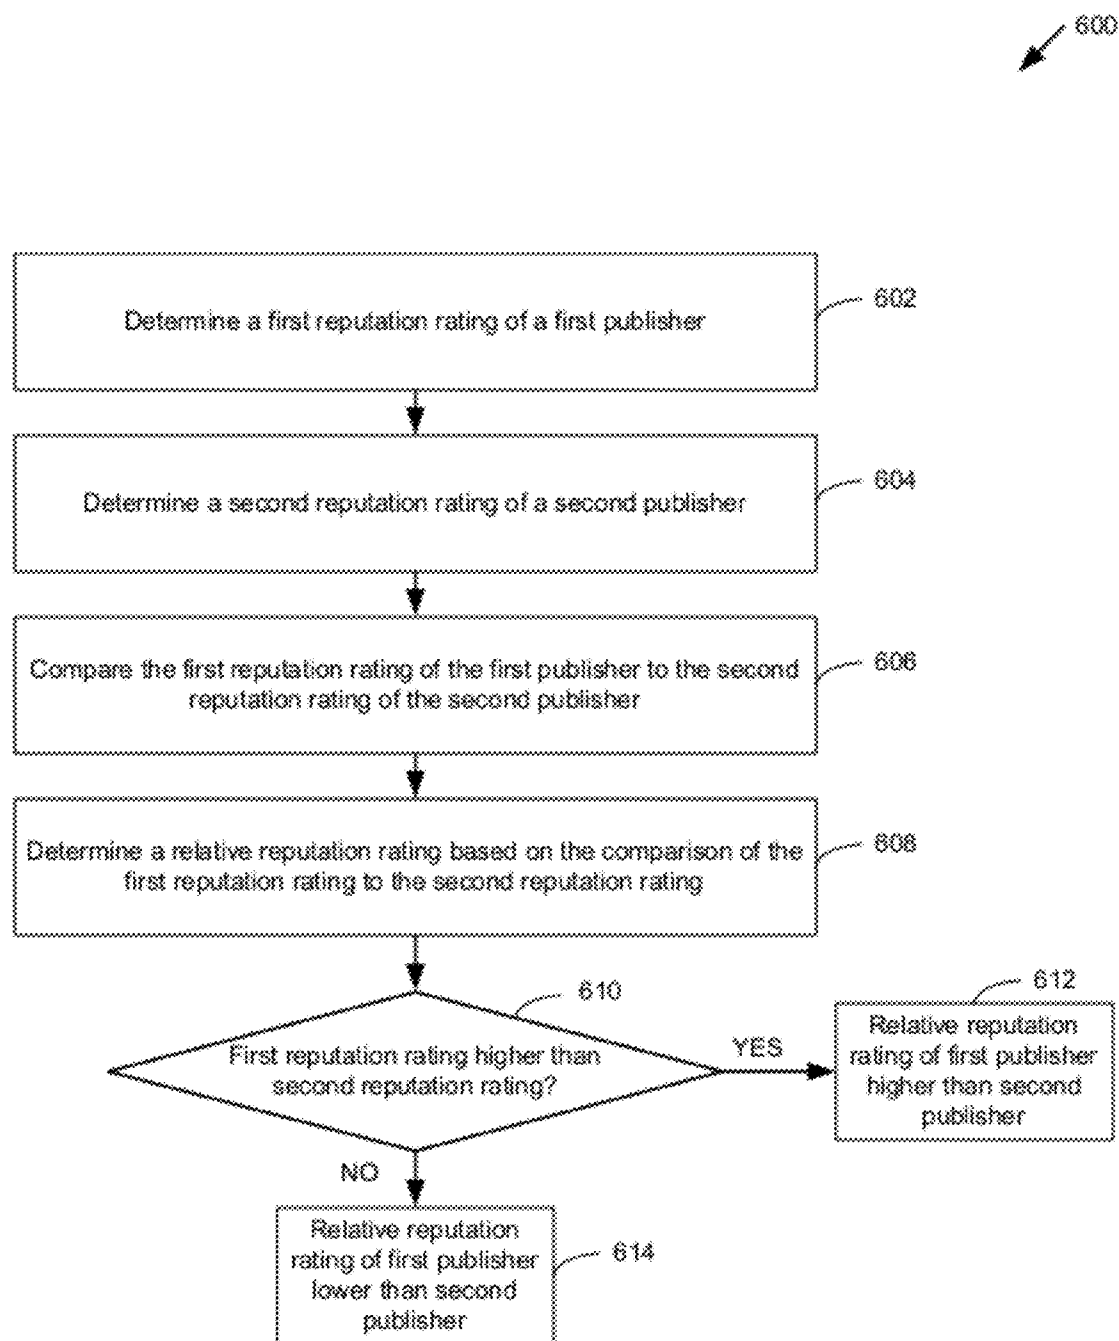 600
Determine a first reputation rating of a first publisher
602
Determine a second reputation rating of a second publisher
604
Compare the first reputation rating of the first publisher to the second
reputation rating of the second publisher
606
Determine a relative reputation rating based on the comparison of the
first reputation rating to the second reputation rating
608
610
First reputation rating higher than
second reputation rating?
YES
612
Relative reputation
rating of first publisher
higher than second
publisher
NO
Relative reputation
rating of first publisher
lower than second
publisher
614